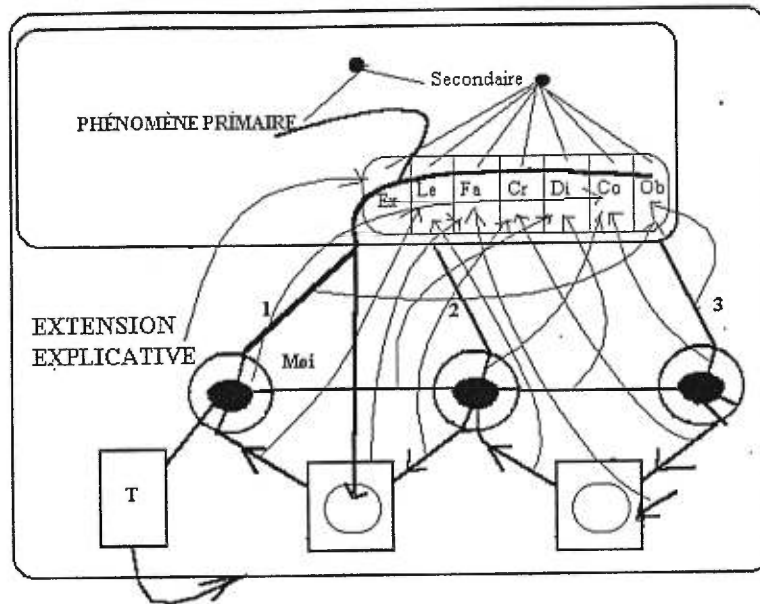 Secondaire
PHÉNOMÈNE PRIMAIRE
Ex Le Fa Cr Di Co Ob
1 2 3
EXTENSION
EXPLICATIVE
Moi
T